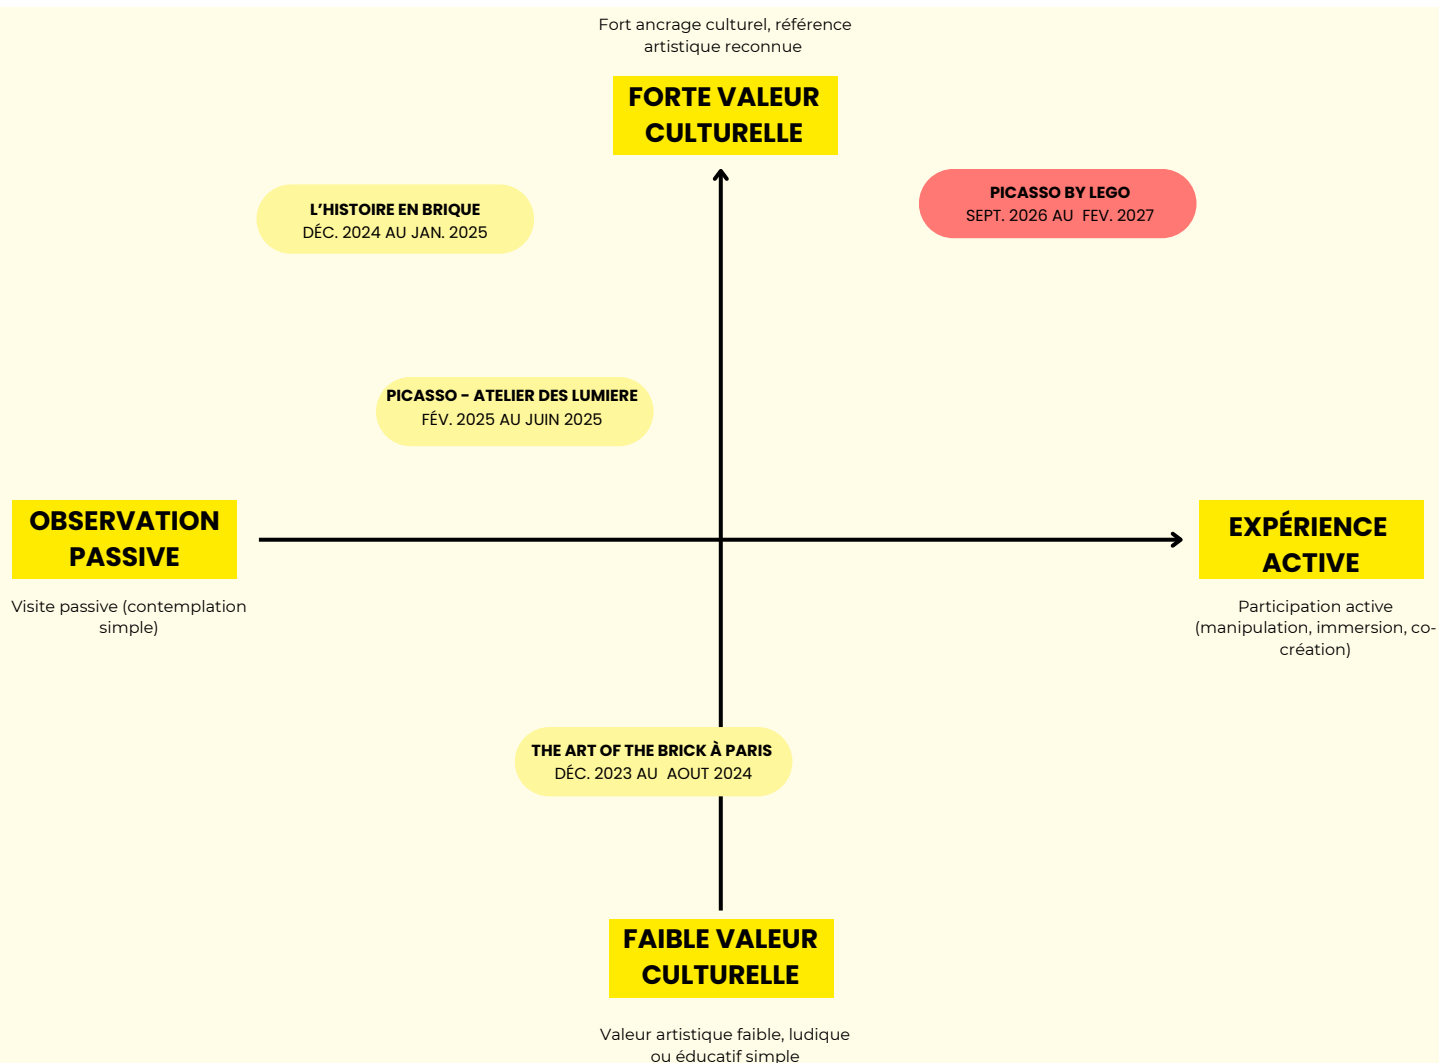 Fort ancrage culturel, référence
artistique reconnue
FORTE VALEUR
CULTURELLE
L’HISTOIRE EN BRIQUE
DÉC. 2024 AU JAN. 2025
PICASSO BY LEGO
SEPT. 2026 AU FEV. 2027
PICASSO - ATELIER DES LUMIERE
FÉV. 2025 AU JUIN 2025
OBSERVATION
PASSIVE
Visite passive (contemplation
simple)
EXPÉRIENCE
ACTIVE
Participation active
(manipulation, immersion, co-
création)
THE ART OF THE BRICK À PARIS
DÉC. 2023 AU AOUT 2024
FAIBLE VALEUR
CULTURELLE
Valeur artistique faible, ludique
ou éducatif simple